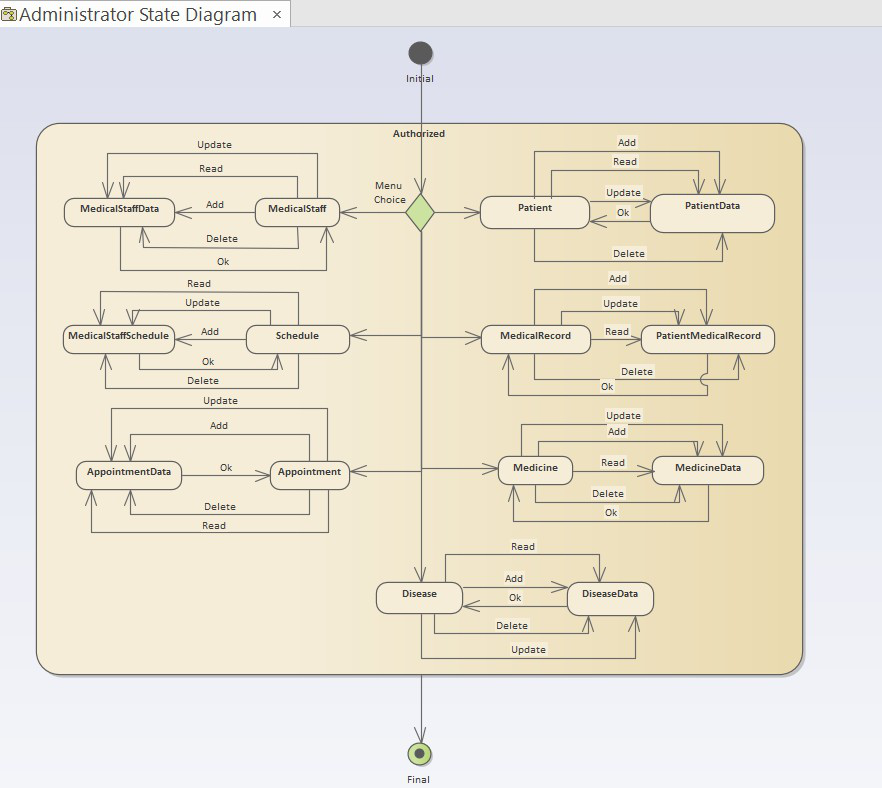 Administrator State Diagram ×
Initial
Authorized
Menu
Choice
Update
Read
MedicalStaffData
Add
MedicalStaff
Delete
Ok
Add
Read
Patient
Update
Ok
PatientData
Delete
Read
Update
MedicalStaffSchedule
Add
Schedule
Ok
Delete
Add
Update
MedicalRecord
Read
PatientMedicalRecord
Delete
Ok
Update
Add
AppointmentData
Ok
Appointment
Delete
Read
Update
Add
Medicine
Read
MedicineData
Delete
Ok
Read
Disease
Add
Ok
DiseaseData
Delete
Update
Final